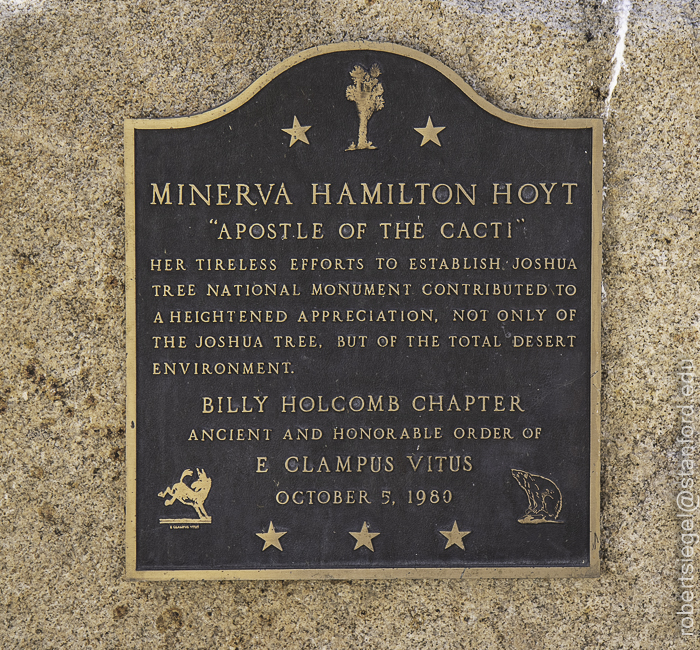 MINERVA HAMILTON HOYT
"APOSTLE OF THE CACTI"
HER TIRELESS EFFORTS TO ESTABLISH JOSHUA
TREE NATIONAL MONUMENT CONTRIBUTED TO
A HEIGHTENED APPRECIATION, NOT ONLY OF
THE JOSHUA TREE, BUT OF THE TOTAL DESERT
ENVIRONMENT.
BILLY HOLCOMB CHAPTER
ANCIENT AND HONORABLE ORDER OF
E CLAMPUS VITUS
OCTOBER 5, 1980
E CLAMPUS VITUS
robertsiegel@stanford.edu